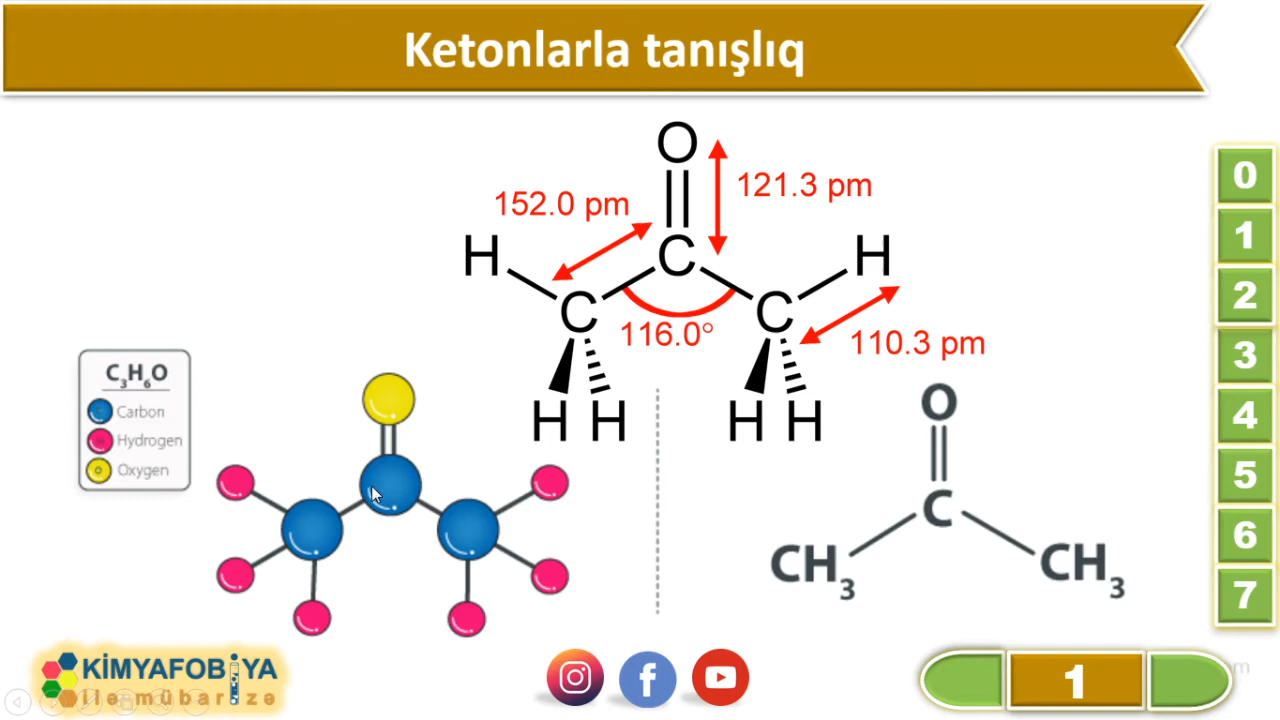 Ketonlarla tanışlıq
O
121.3 pm
152.0 pm
H
C
H
C
C
116.0°
110.3 pm
H H
H H
C₃H₆O
Carbon
Hydrogen
Oxygen
O
C
CH₃
CH₃
0
1
2
3
4
5
6
7
KİMYAFOBİYA
ilə mübarizə
f
1